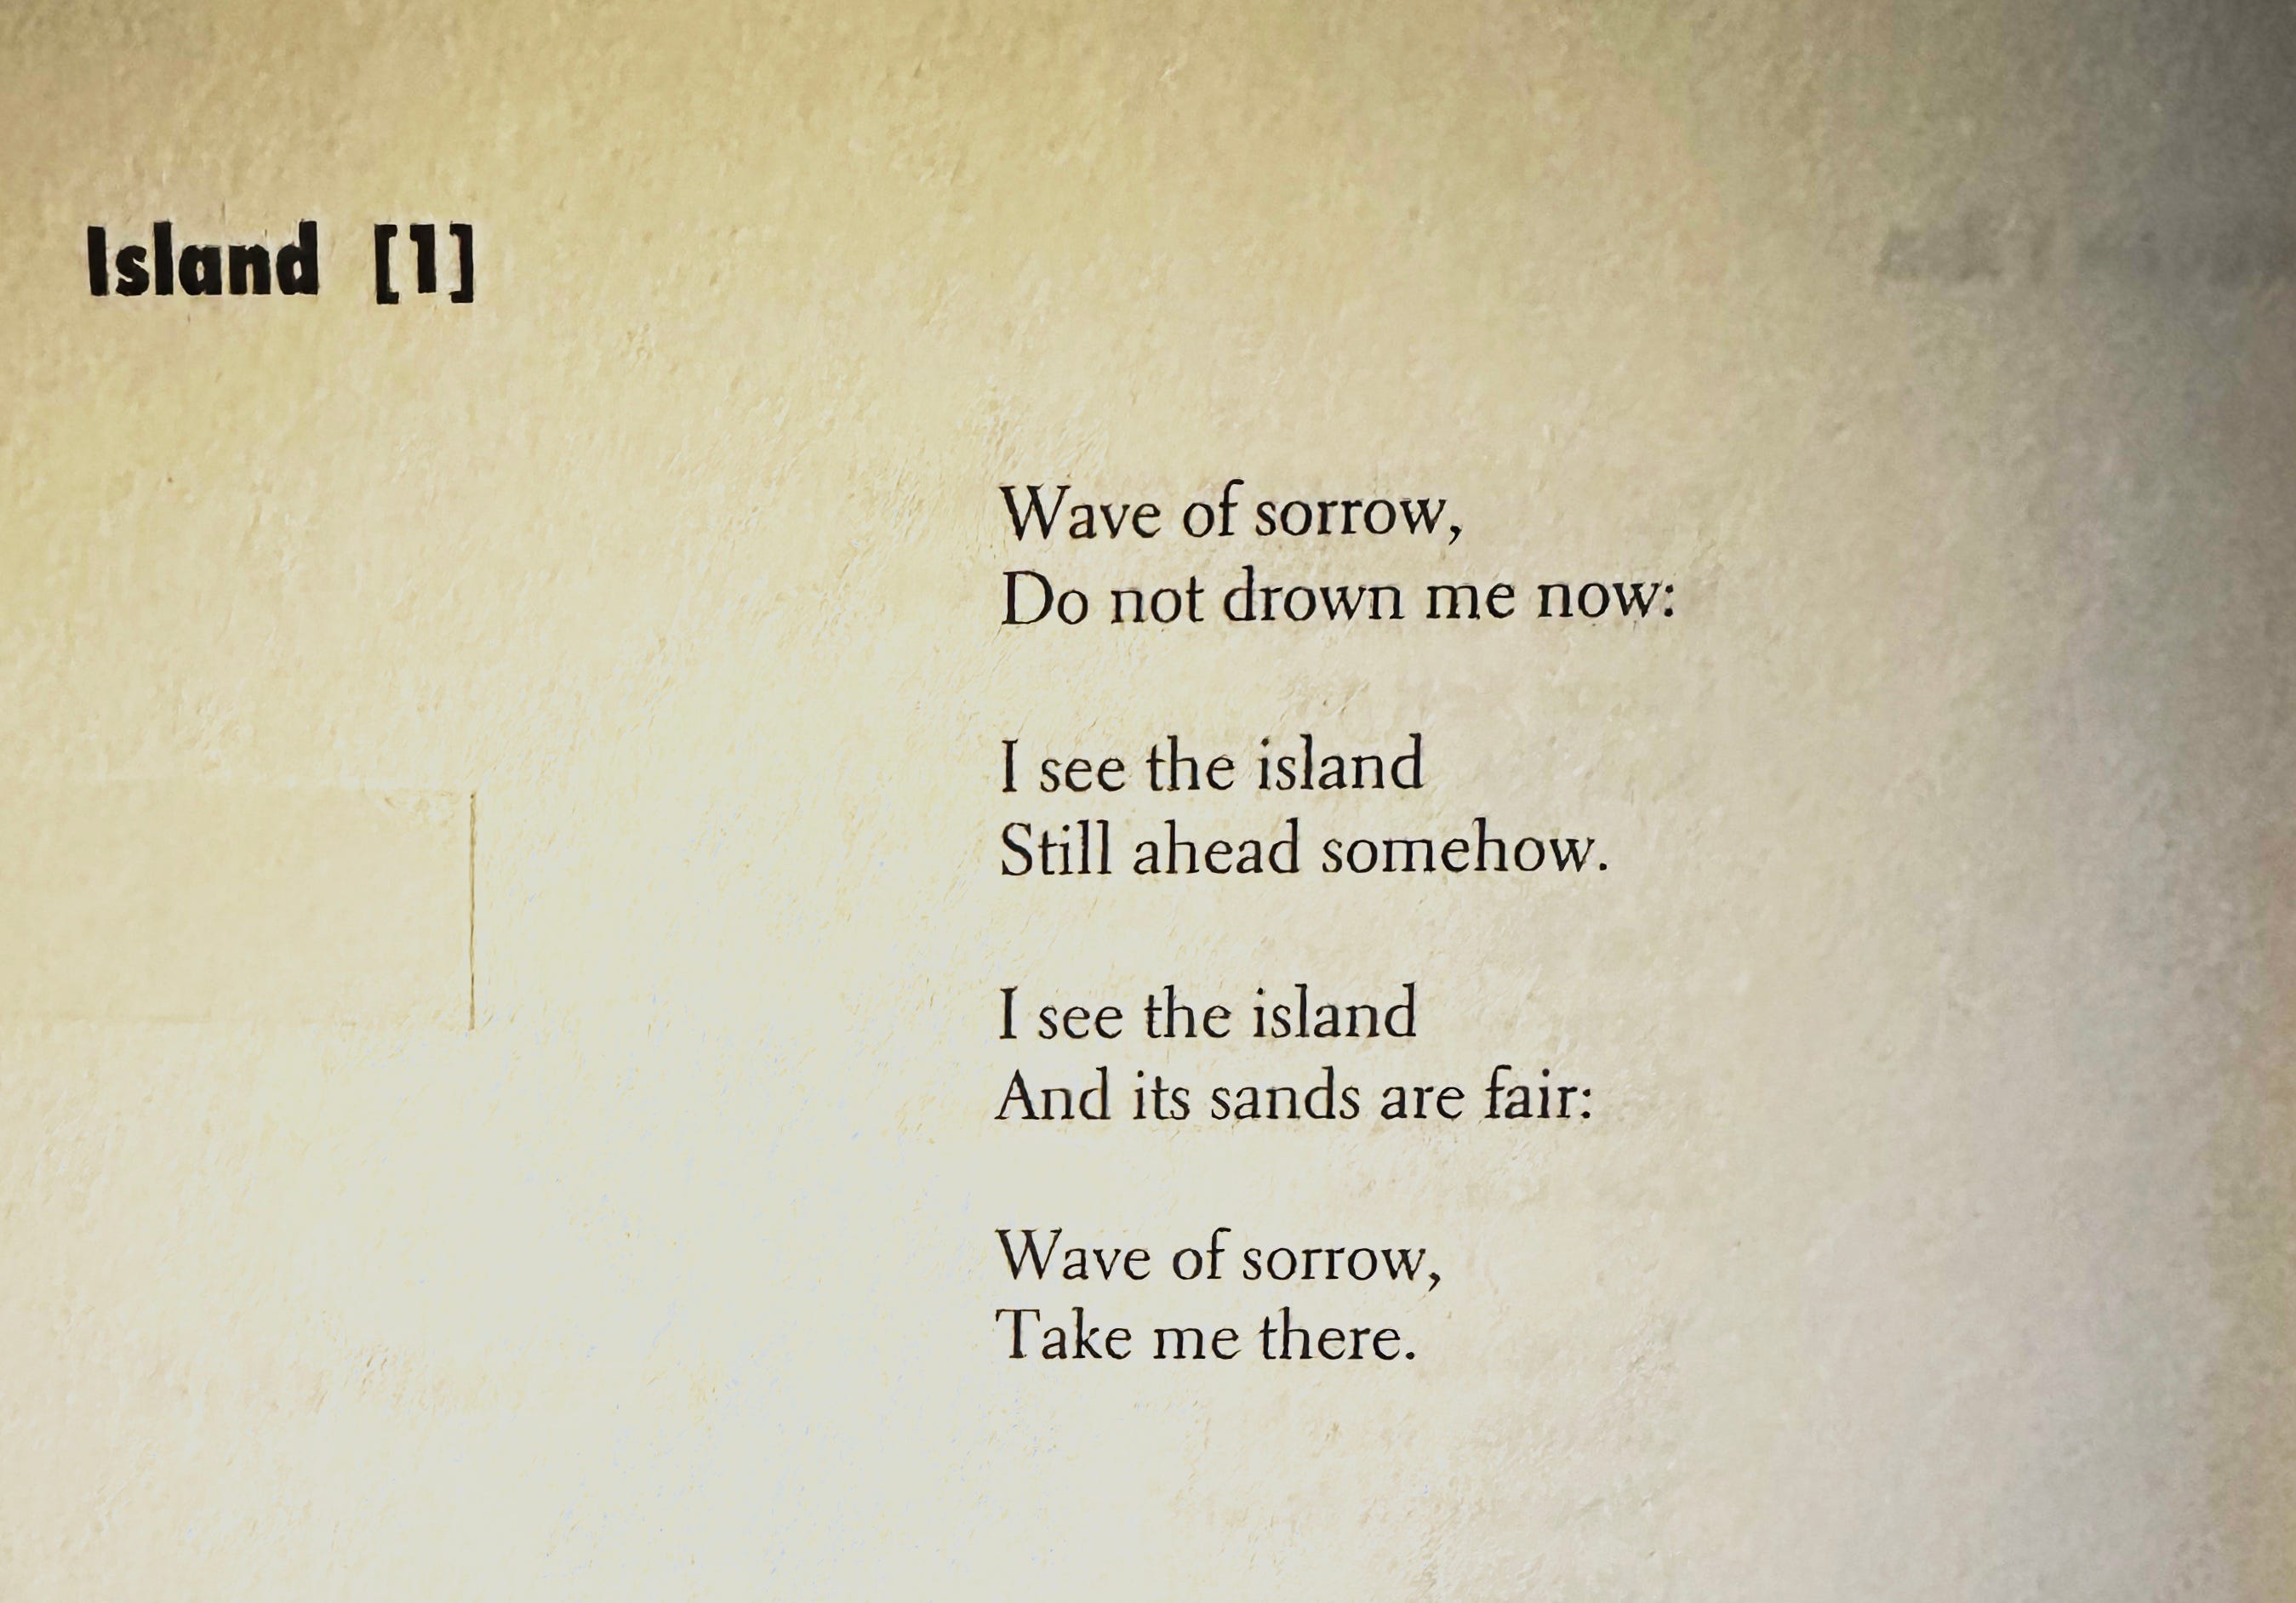 Island [1]
Wave of sorrow,
Do not drown me now:
I see the island
Still ahead somehow.
I see the island
And its sands are fair:
Wave of sorrow,
Take me there.